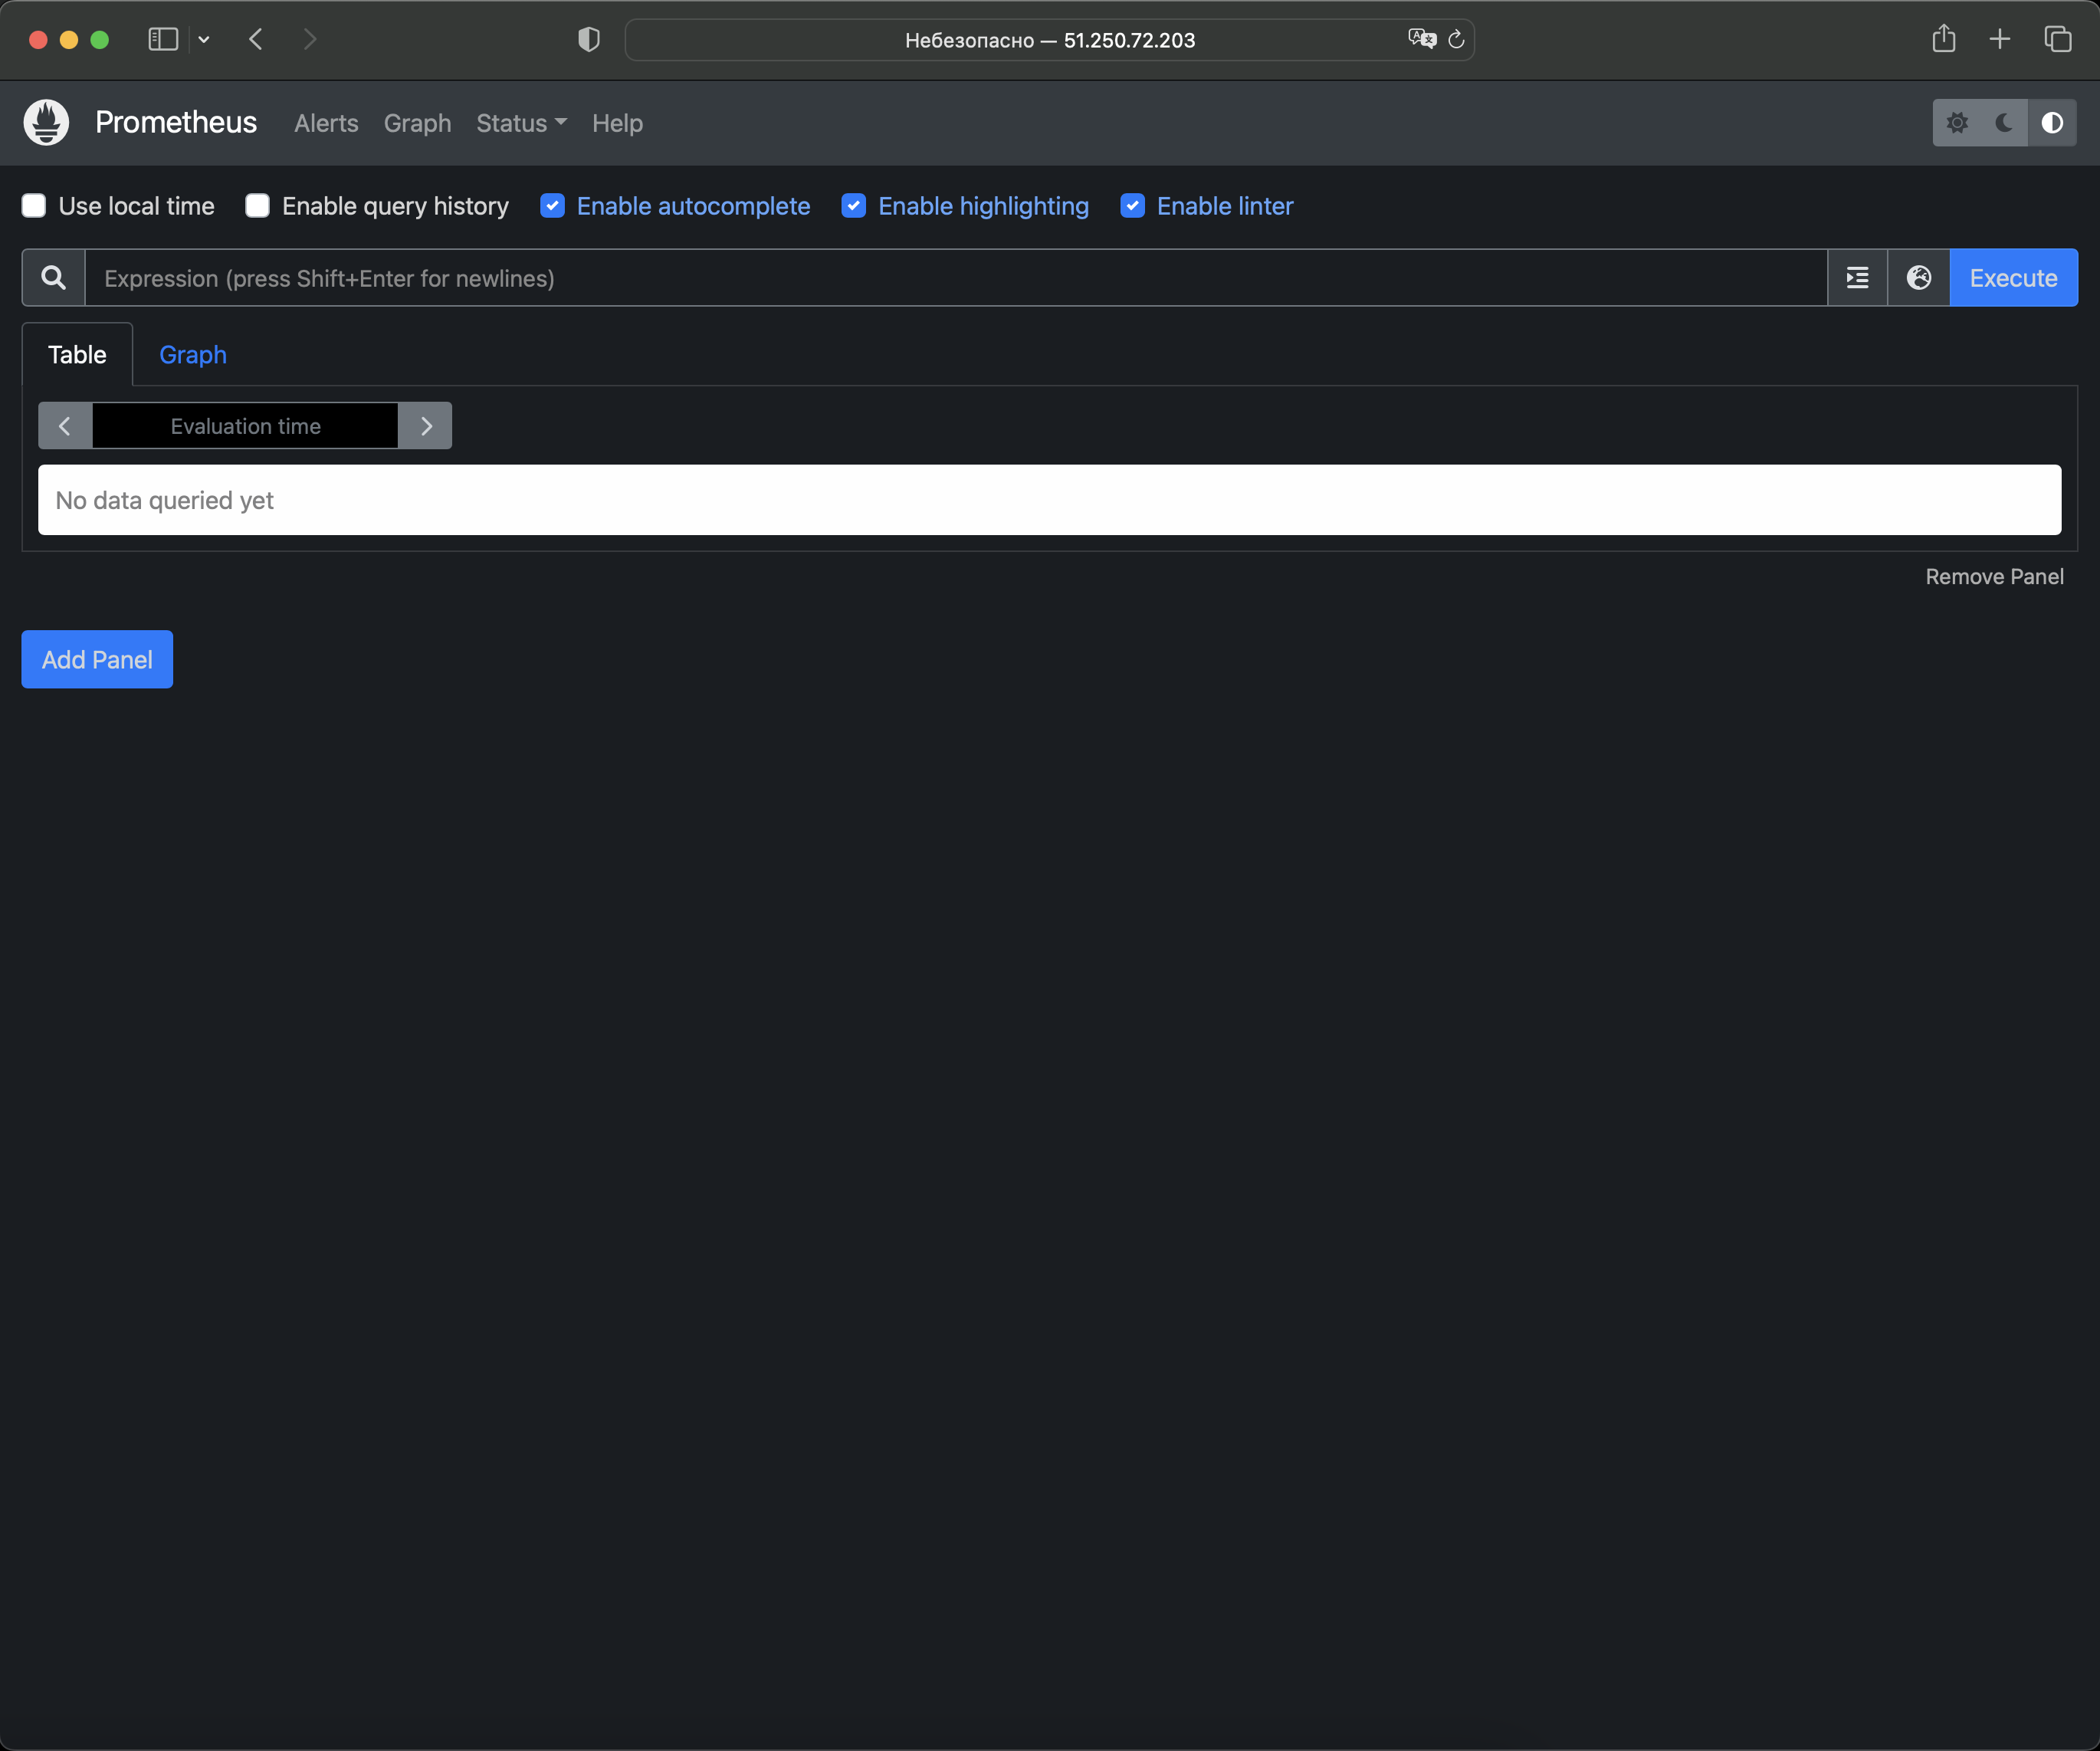 Небезопасно — 51.250.72.203
Prometheus Alerts Graph Status Help
Use local time Enable query history Enable autocomplete Enable highlighting Enable linter
Expression (press Shift+Enter for newlines) Execute
Table Graph
Evaluation time
No data queried yet
Remove Panel
Add Panel